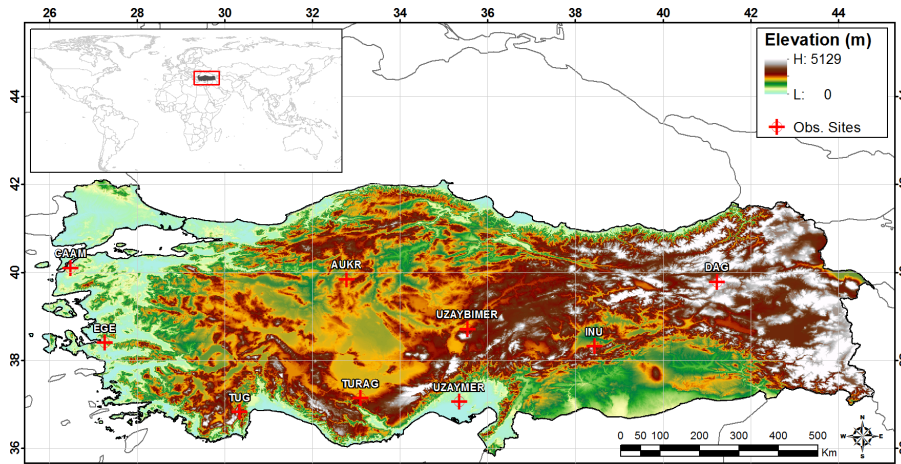 26 28 30 32 34 36 38 40 42 44
Elevation (m)
H: 5129
L: 0
Obs. Sites
44
42
40
38
36
CAAM
AUKR
DAG
UZAYBIMER
EGE
INU
TURAG
UZAYMER
TUG
N
W E
S
0 50 100 200 300 400 500
Km